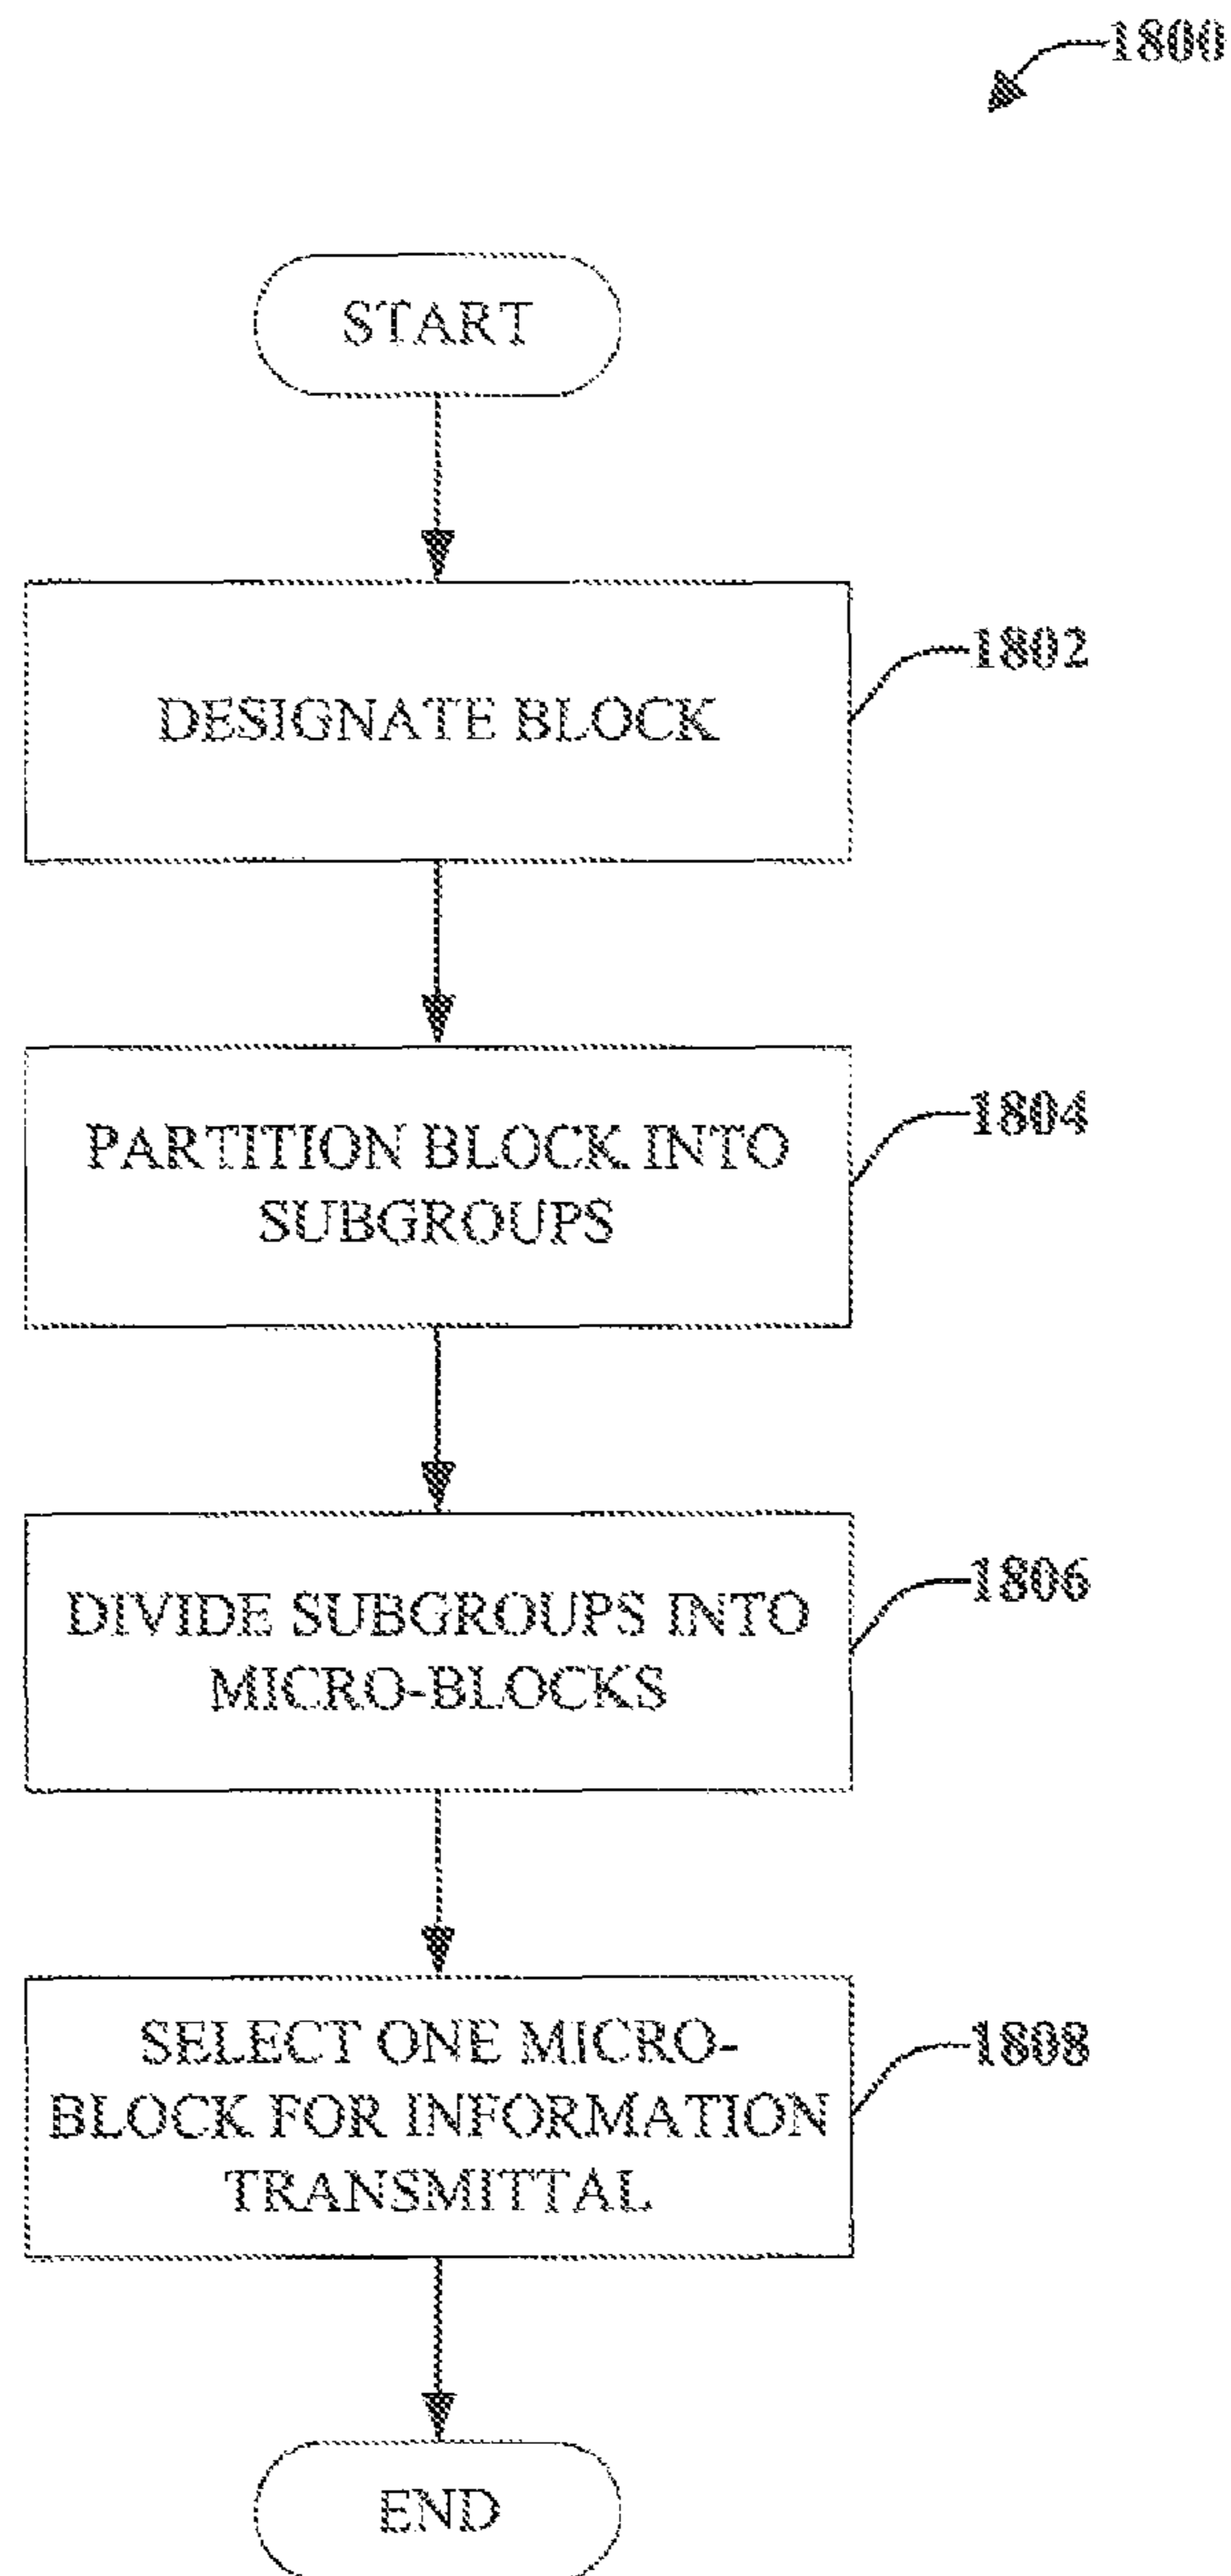 1800
START
DESIGNATE BLOCK
1802
PARTITION BLOCK INTO
SUBGROUPS
1804
DIVIDE SUBGROUPS INTO
MICRO-BLOCKS
1806
SELECT ONE MICRO-
BLOCK FOR INFORMATION
TRANSMITTAL
1808
END